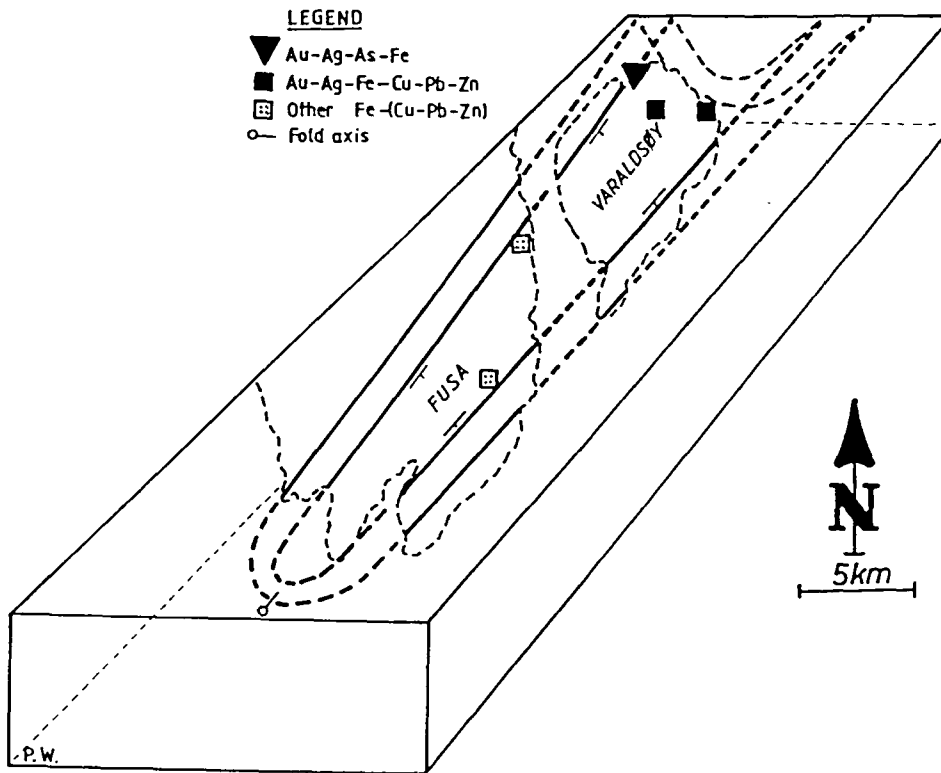 LEGEND
Au-Ag-As-Fe
Au-Ag-Fe-Cu-Pb-Zn
Other Fe-(Cu-Pb-Zn)
Fold axis
VARALDSØY
FUSA
N
5km
P.W.